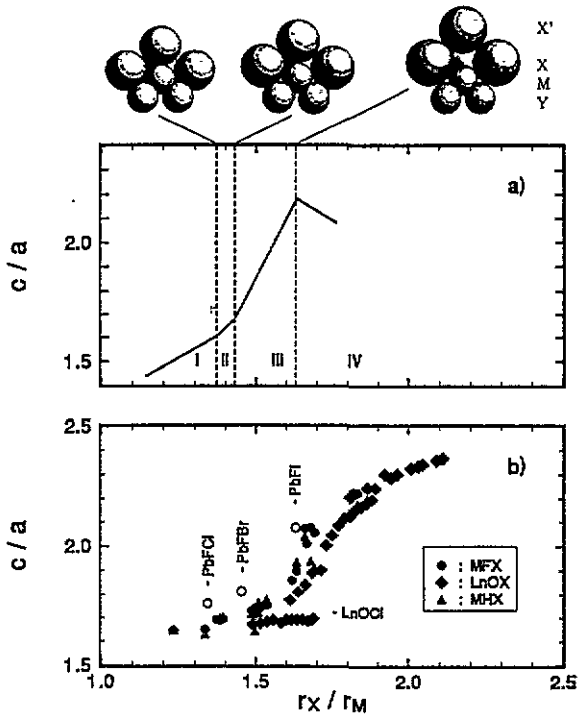 X'
X
M
Y
a)
c / a
2.0
1.5
I II III IV
2.5
b)
c / a
2.0
1.5
- PbFCl
- PbFBr
- PbFI
- LnOCl
: MFX
: LnOX
: MHX
1.0 1.5 2.0 2.5
rX / rM